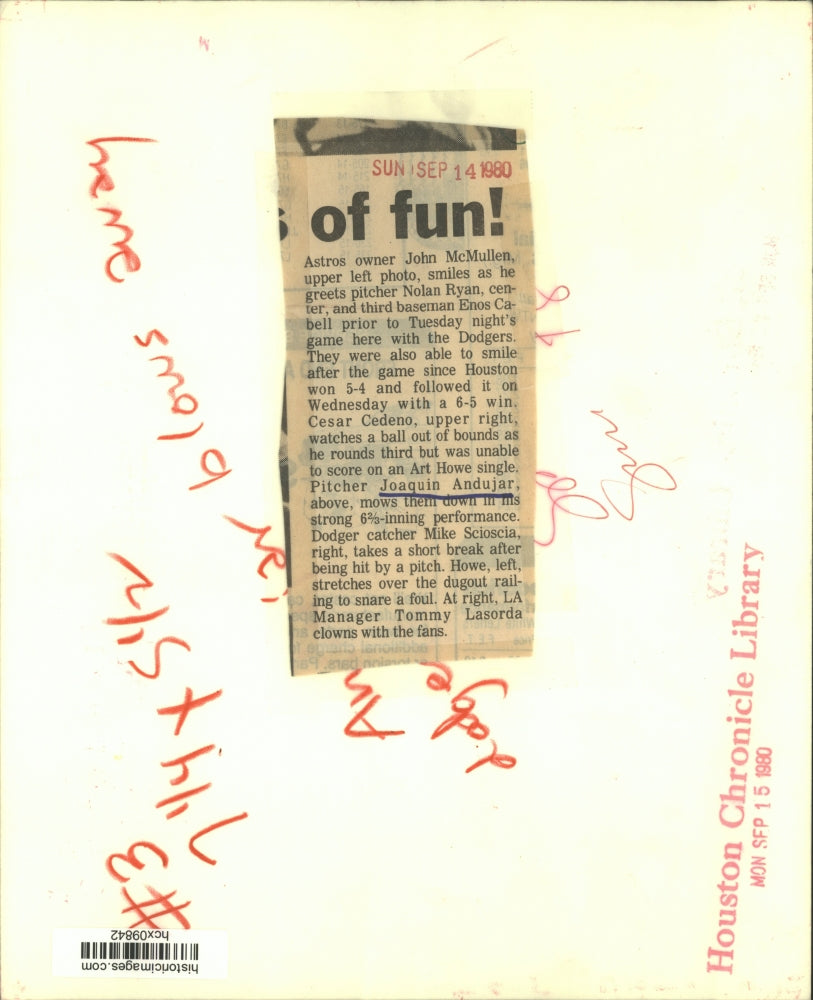 SUN SEP 14 1980
s of fun!
Astros owner John McMullen,
upper left photo, smiles as he
greets pitcher Nolan Ryan, cen-
ter, and third baseman Enos Ca-
bell prior to Tuesday night's
game here with the Dodgers.
They were also able to smile
after the game since Houston
won 5-4 and followed it on
Wednesday with a 6-5 win.
Cesar Cedeno, upper right,
watches a ball out of bounds as
he rounds third but was unable
to score on an Art Howe single.
Pitcher Joaquin Andujar,
above, mows them down in his
strong 6⅔-inning performance.
Dodger catcher Mike Scioscia,
right, takes a short break after
being hit by a pitch. Howe, left,
stretches over the dugout rail-
ing to snare a foul. At right, LA
Manager Tommy Lasorda
clowns with the fans.
Houston Chronicle Library
MON SEP 15 1980
#3
historicimages.com
hcx09842